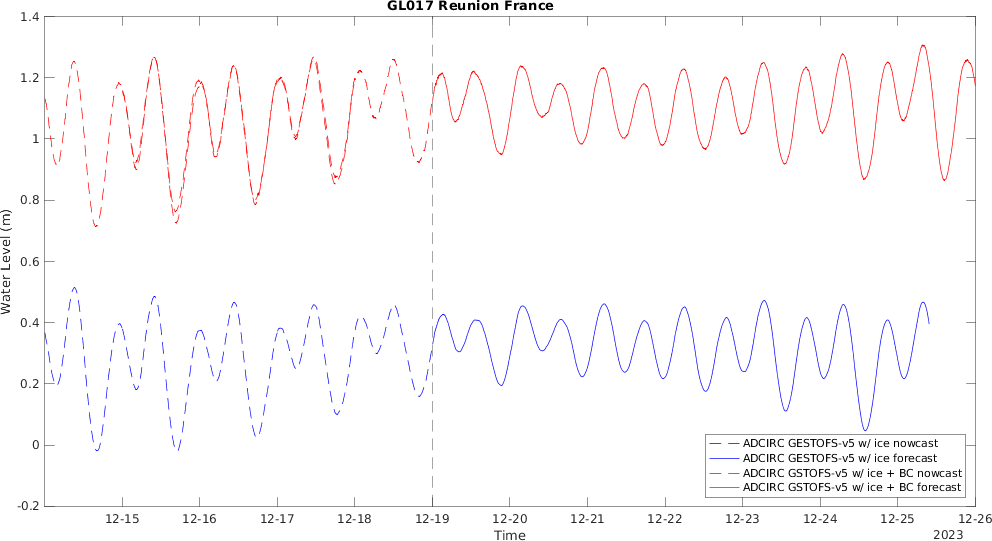 GL017 Reunion France
1.4
1.2
1
0.8
0.6
0.4
0.2
0
-0.2
Water Level (m)
ADCIRC GESTOFS-v5 w/ ice nowcast
ADCIRC GESTOFS-v5 w/ ice forecast
ADCIRC GSTOFS-v5 w/ ice + BC nowcast
ADCIRC GSTOFS-v5 w/ ice + BC forecast
12-15 12-16 12-17 12-18 12-19 12-20 12-21 12-22 12-23 12-24 12-25 12-26
Time
2023